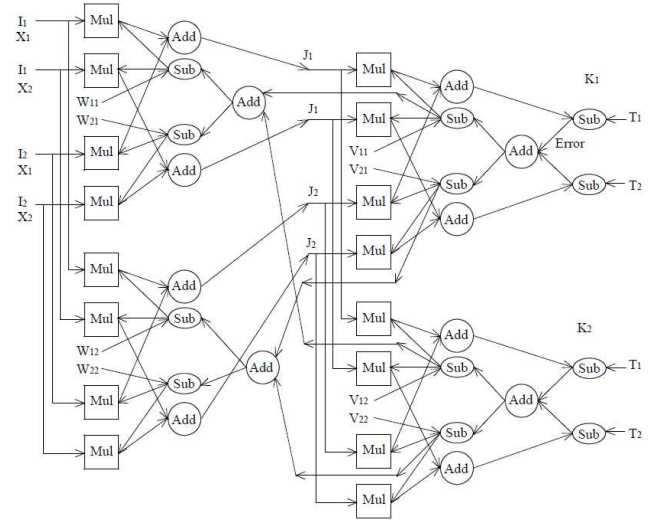 I1
X1
Mul
Add
I1
X2
Mul
Sub
W11
W21
Add
Sub
I2
X1
Mul
Add
I2
X2
Mul
J1
Mul
Add
K1
J1
Mul
Sub
Sub
T1
V11
V21
Add
Error
Sub
Sub
T2
J2
Mul
Add
J2
Mul
Mul
Add
Mul
Sub
W12
W22
Add
Sub
Mul
Add
Mul
Mul
Add
K2
Mul
Sub
Sub
T1
V12
V22
Add
Sub
Sub
T2
Mul
Add
Mul